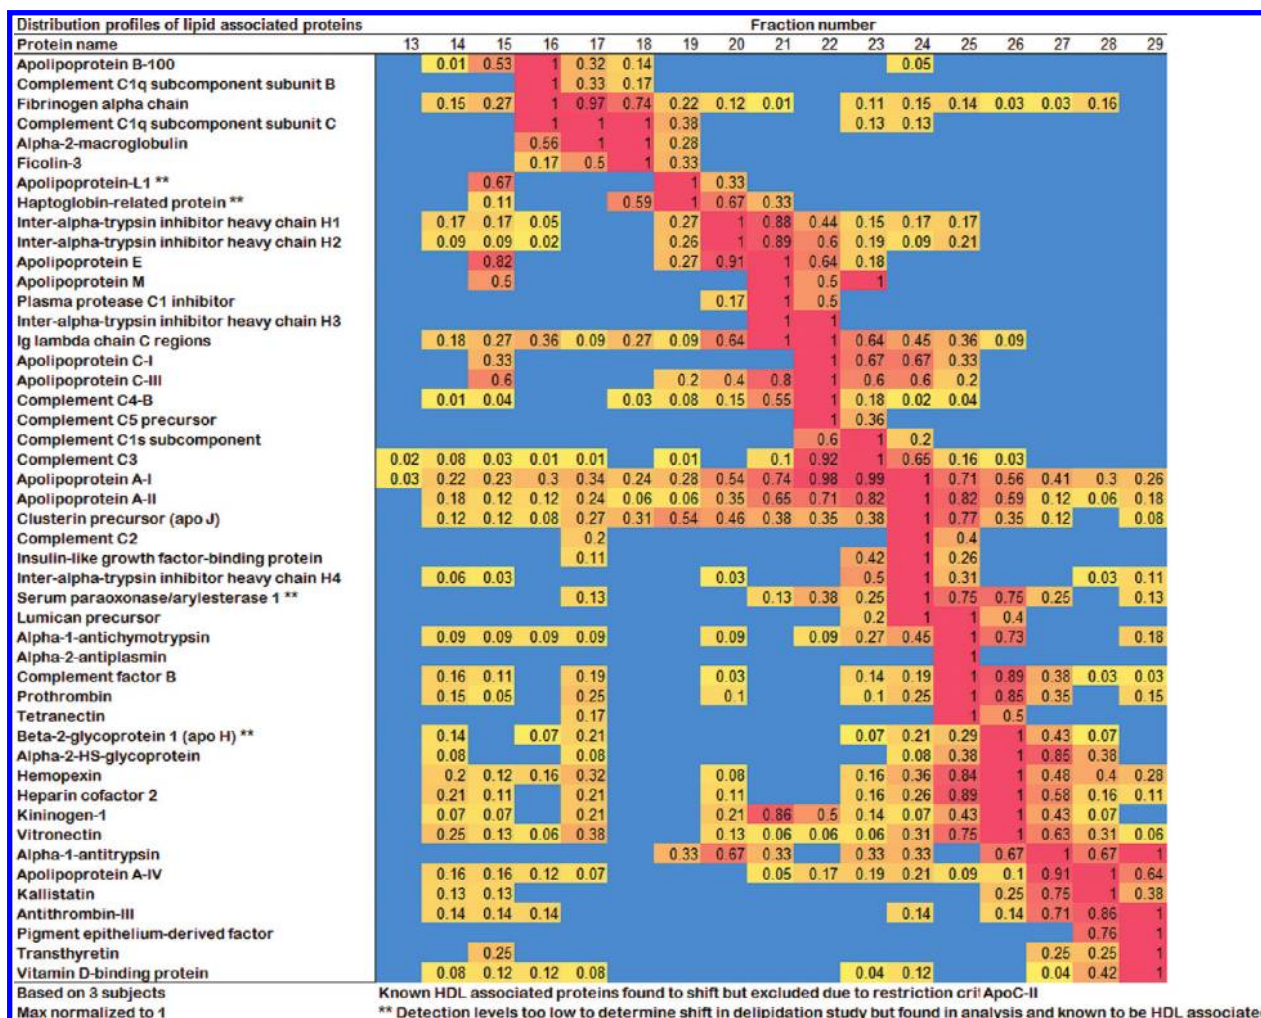 Distribution profiles of lipid associated proteins Fraction number
Protein name 13 14 15 16 17 18 19 20 21 22 23 24 25 26 27 28 29
Apolipoprotein B-100 0.01 0.53 1 0.32 0.14 0.05
Complement C1q subcomponent subunit B 1 0.33 0.17
Fibrinogen alpha chain 0.15 0.27 1 0.97 0.74 0.22 0.12 0.01 0.11 0.15 0.14 0.03 0.03 0.16
Complement C1q subcomponent subunit C 1 1 1 0.38 0.13 0.13
Alpha-2-macroglobulin 0.56 1 1 0.28
Ficolin-3 0.17 0.5 1 0.33
Apolipoprotein-L1 ** 0.67 1 0.33
Haptoglobin-related protein ** 0.11 0.59 1 0.67 0.33
Inter-alpha-trypsin inhibitor heavy chain H1 0.17 0.17 0.05 0.27 1 0.88 0.44 0.15 0.17 0.17
Inter-alpha-trypsin inhibitor heavy chain H2 0.09 0.09 0.02 0.26 1 0.89 0.6 0.19 0.09 0.21
Apolipoprotein E 0.82 0.27 0.91 1 0.64 0.18
Apolipoprotein M 0.5 1 0.5 1
Plasma protease C1 inhibitor 0.17 1 0.5
Inter-alpha-trypsin inhibitor heavy chain H3 1 1
Ig lambda chain C regions 0.18 0.27 0.36 0.09 0.27 0.09 0.64 1 1 0.64 0.45 0.36 0.09
Apolipoprotein C-I 0.33 1 0.67 0.67 0.33
Apolipoprotein C-III 0.6 0.2 0.4 0.8 1 0.6 0.6 0.2
Complement C4-B 0.01 0.04 0.03 0.08 0.15 0.55 1 0.18 0.02 0.04
Complement C5 precursor 1 0.36
Complement C1s subcomponent 0.6 1 0.2
Complement C3 0.02 0.08 0.03 0.01 0.01 0.01 0.1 0.92 1 0.65 0.16 0.03
Apolipoprotein A-I 0.03 0.22 0.23 0.3 0.34 0.24 0.28 0.54 0.74 0.98 0.99 1 0.71 0.56 0.41 0.3 0.26
Apolipoprotein A-II 0.18 0.12 0.12 0.24 0.06 0.06 0.35 0.65 0.71 0.82 1 0.82 0.59 0.12 0.06 0.18
Clusterin precursor (apo J) 0.12 0.12 0.08 0.27 0.31 0.54 0.46 0.38 0.35 0.38 1 0.77 0.35 0.12 0.08
Complement C2 0.2 1 0.4
Insulin-like growth factor-binding protein 0.11 0.42 1 0.26
Inter-alpha-trypsin inhibitor heavy chain H4 0.06 0.03 0.03 0.5 1 0.31 0.03 0.11
Serum paraoxonase/arylesterase 1 ** 0.13 0.13 0.38 0.25 1 0.75 0.75 0.25 0.13
Lumican precursor 0.2 1 1 0.4
Alpha-1-antichymotrypsin 0.09 0.09 0.09 0.09 0.09 0.09 0.27 0.45 1 0.73 0.18
Alpha-2-antiplasmin 1
Complement factor B 0.16 0.11 0.19 0.03 0.14 0.19 1 0.89 0.38 0.03 0.03
Prothrombin 0.15 0.05 0.25 0.1 0.1 0.25 1 0.85 0.35 0.15
Tetranectin 0.17 1 0.5
Beta-2-glycoprotein 1 (apo H) ** 0.14 0.07 0.21 0.07 0.21 0.29 1 0.43 0.07
Alpha-2-HS-glycoprotein 0.08 0.08 0.08 0.38 1 0.85 0.38
Hemopexin 0.2 0.12 0.16 0.32 0.08 0.16 0.36 0.84 1 0.48 0.4 0.28
Heparin cofactor 2 0.21 0.11 0.21 0.11 0.16 0.26 0.89 1 0.58 0.16 0.11
Kininogen-1 0.07 0.07 0.21 0.21 0.86 0.5 0.14 0.07 0.43 1 0.43 0.07
Vitronectin 0.25 0.13 0.06 0.38 0.13 0.06 0.06 0.06 0.31 0.75 1 0.63 0.31 0.06
Alpha-1-antitrypsin 0.33 0.67 0.33 0.33 0.33 0.67 1 0.67 1
Apolipoprotein A-IV 0.16 0.16 0.12 0.07 0.05 0.17 0.19 0.21 0.09 0.1 0.91 1 0.64
Kallistatin 0.13 0.13 0.25 0.75 1 0.38
Antithrombin-III 0.14 0.14 0.14 0.14 0.14 0.71 0.86 1
Pigment epithelium-derived factor 0.76 1
Transthyretin 0.25 0.25 0.25 1
Vitamin D-binding protein 0.08 0.12 0.12 0.08 0.04 0.12 0.04 0.42 1
Based on 3 subjects Known HDL associated proteins found to shift but excluded due to restriction cri ApoC-II
Max normalized to 1 ** Detection levels too low to determine shift in delipidation study but found in analysis and known to be HDL associate